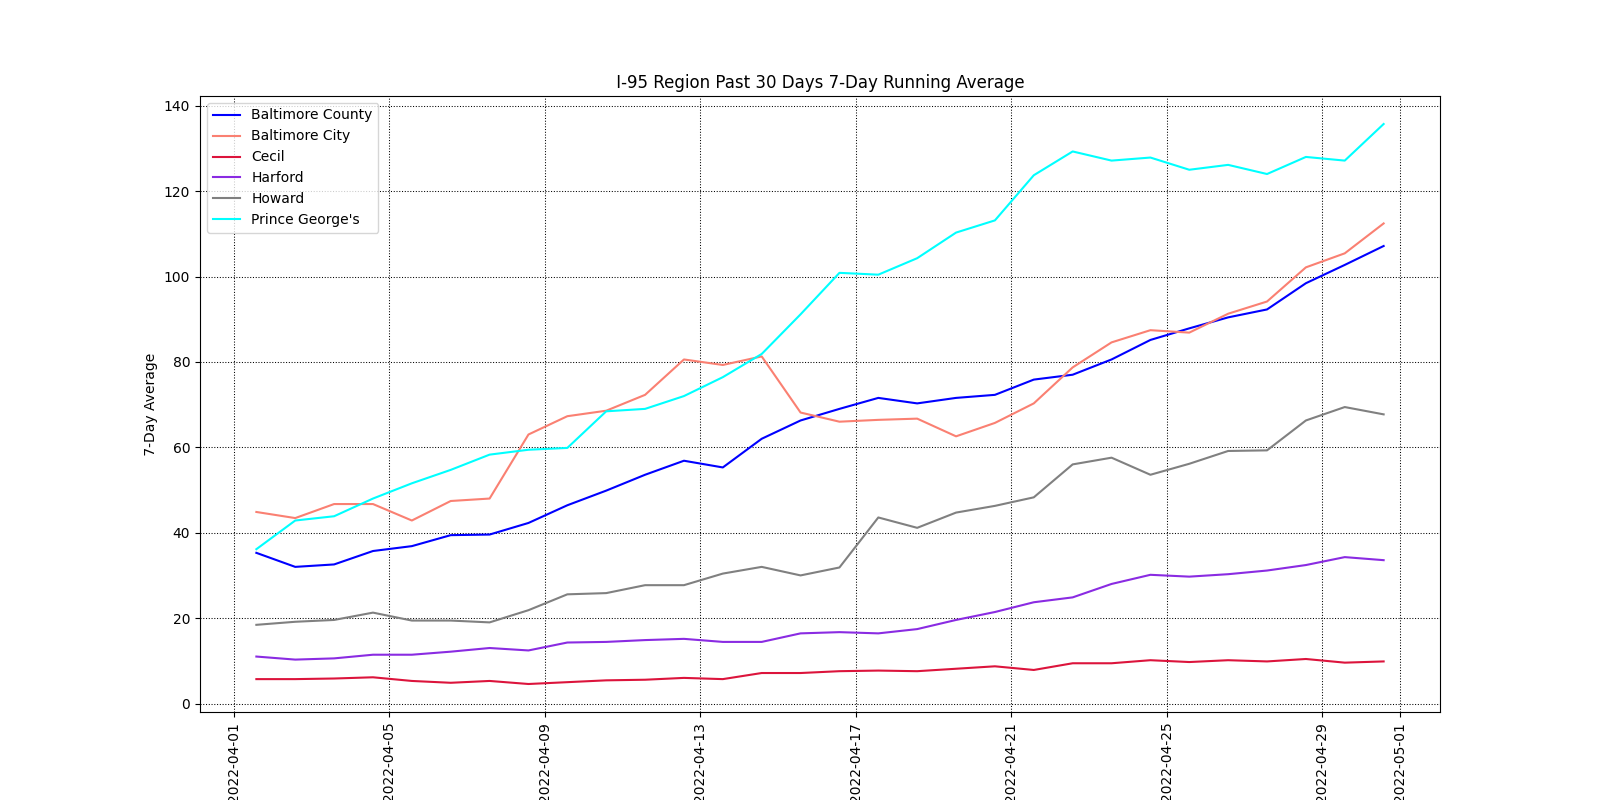 I-95 Region Past 30 Days 7-Day Running Average
140
120
100
80
60
40
20
0
7-Day Average
Baltimore County
Baltimore City
Cecil
Harford
Howard
Prince George's
2022-04-01
2022-04-05
2022-04-09
2022-04-13
2022-04-17
2022-04-21
2022-04-25
2022-04-29
2022-05-01